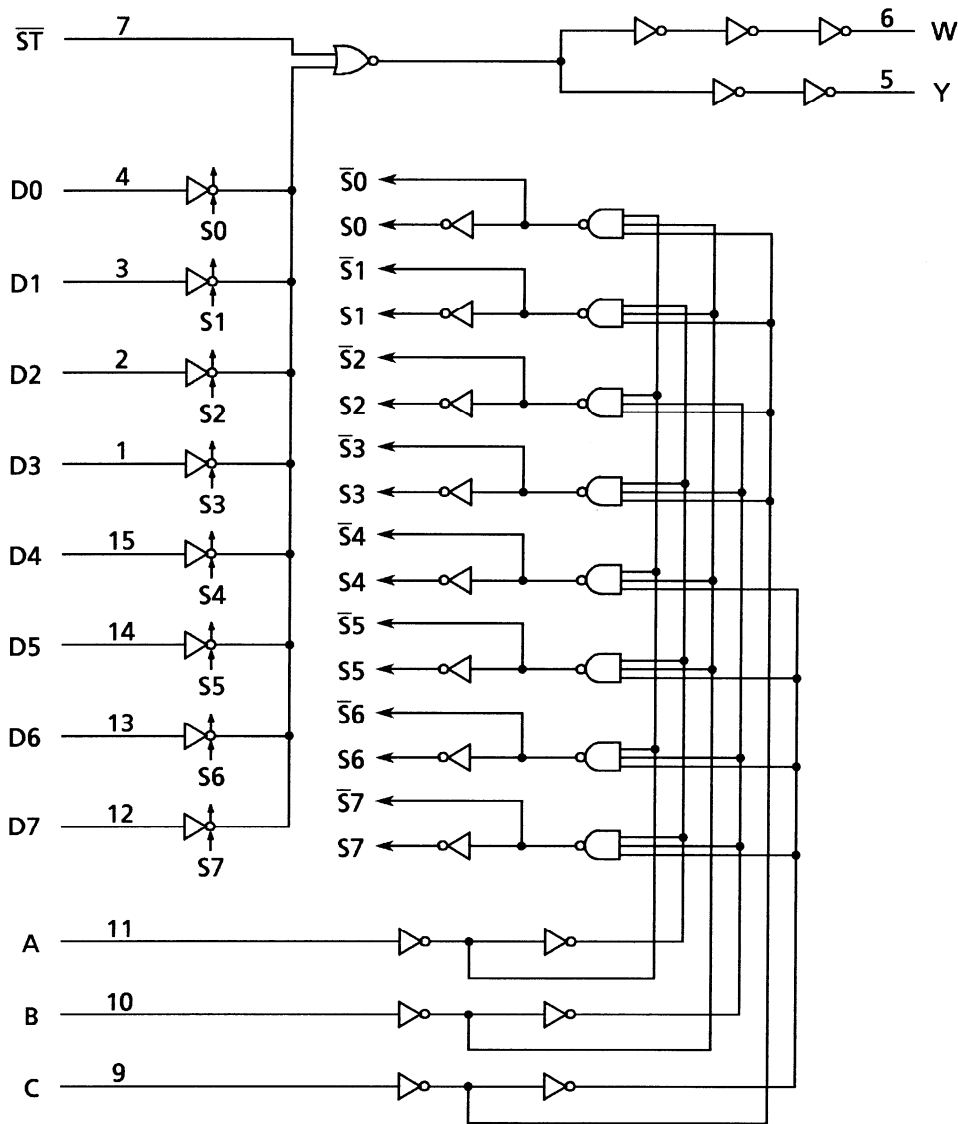 S̅T̅ 7 6 W
5 Y
D0 4 S̅0
S0 S0
D1 3 S̅1
S1 S1
D2 2 S̅2
S2 S2
D3 1 S̅3
S3 S3
D4 15 S̅4
S4 S4
D5 14 S̅5
S5 S5
D6 13 S̅6
S6 S6
D7 12 S̅7
S7 S7
A 11
B 10
C 9